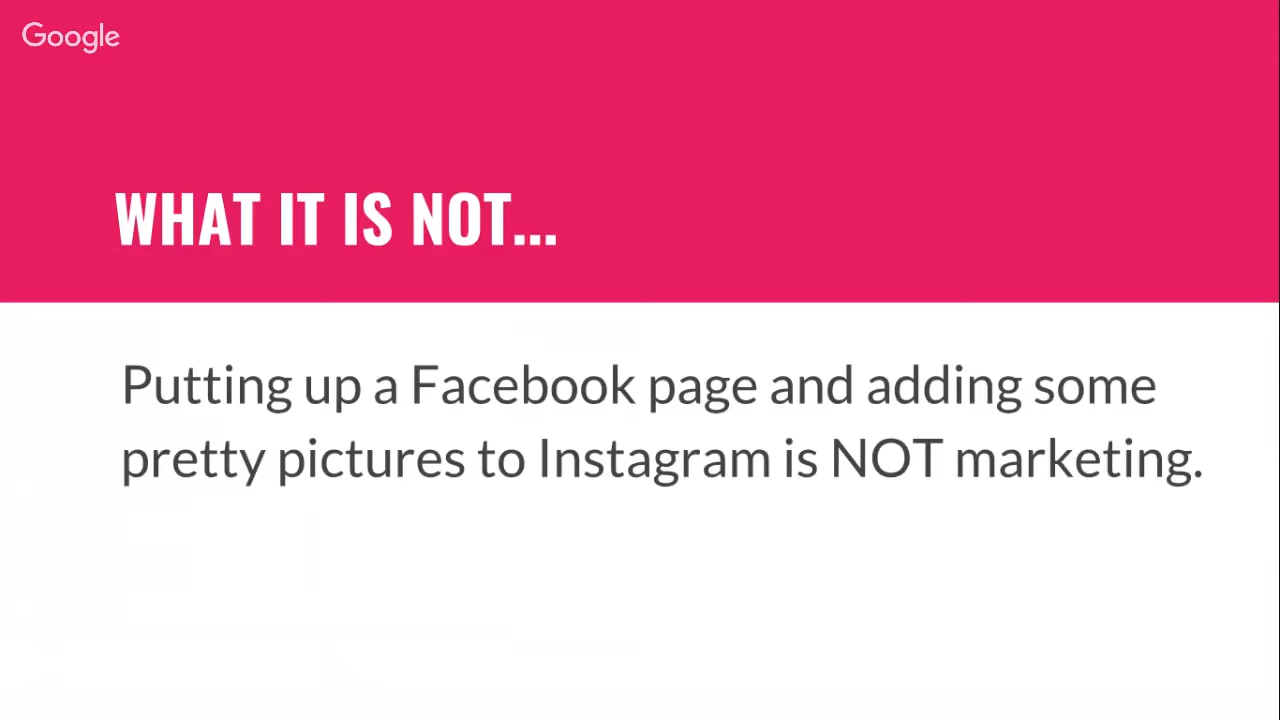 Google
WHAT IT IS NOT...
Putting up a Facebook page and adding some
pretty pictures to Instagram is NOT marketing.